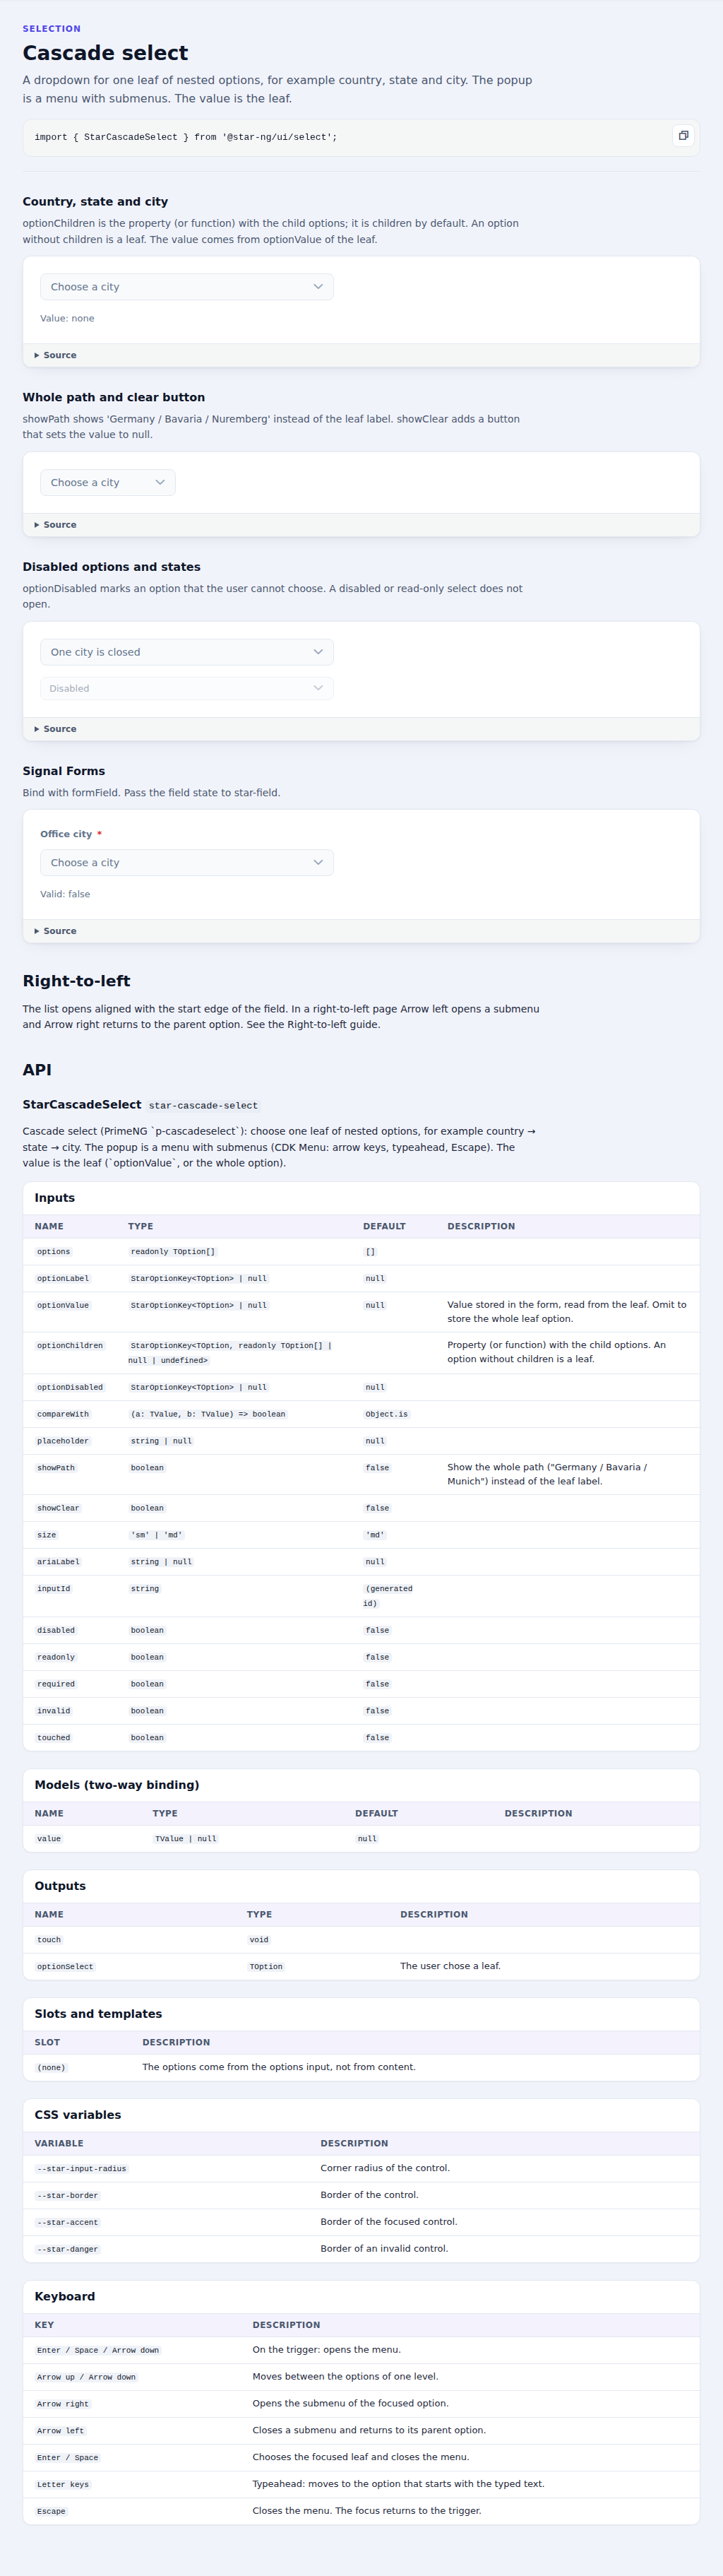 SELECTION
Cascade select
A dropdown for one leaf of nested options, for example country, state and city. The popup
is a menu with submenus. The value is the leaf.
import { StarCascadeSelect } from '@star-ng/ui/select';
Country, state and city
optionChildren is the property (or function) with the child options; it is children by default. An option
without children is a leaf. The value comes from optionValue of the leaf.
Choose a city
Value: none
Source
Whole path and clear button
showPath shows 'Germany / Bavaria / Nuremberg' instead of the leaf label. showClear adds a button
that sets the value to null.
Choose a city
Source
Disabled options and states
optionDisabled marks an option that the user cannot choose. A disabled or read-only select does not
open.
One city is closed
Disabled
Source
Signal Forms
Bind with formField. Pass the field state to star-field.
Office city *
Choose a city
Valid: false
Source
Right-to-left
The list opens aligned with the start edge of the field. In a right-to-left page Arrow left opens a submenu
and Arrow right returns to the parent option. See the Right-to-left guide.
API
StarCascadeSelect star-cascade-select
Cascade select (PrimeNG `p-cascadeselect`): choose one leaf of nested options, for example country →
state → city. The popup is a menu with submenus (CDK Menu: arrow keys, typeahead, Escape). The
value is the leaf (`optionValue`, or the whole option).
Inputs
NAME TYPE DEFAULT DESCRIPTION
options readonly TOption[] []
optionLabel StarOptionKey<TOption> | null null
optionValue StarOptionKey<TOption> | null null Value stored in the form, read from the leaf. Omit to
store the whole leaf option.
optionChildren StarOptionKey<TOption, readonly TOption[] | Property (or function) with the child options. An
null | undefined> option without children is a leaf.
optionDisabled StarOptionKey<TOption> | null null
compareWith (a: TValue, b: TValue) => boolean Object.is
placeholder string | null null
showPath boolean false Show the whole path ("Germany / Bavaria /
Munich") instead of the leaf label.
showClear boolean false
size 'sm' | 'md' 'md'
ariaLabel string | null null
inputId string (generated
id)
disabled boolean false
readonly boolean false
required boolean false
invalid boolean false
touched boolean false
Models (two-way binding)
NAME TYPE DEFAULT DESCRIPTION
value TValue | null null
Outputs
NAME TYPE DESCRIPTION
touch void
optionSelect TOption The user chose a leaf.
Slots and templates
SLOT DESCRIPTION
(none) The options come from the options input, not from content.
CSS variables
VARIABLE DESCRIPTION
--star-input-radius Corner radius of the control.
--star-border Border of the control.
--star-accent Border of the focused control.
--star-danger Border of an invalid control.
Keyboard
KEY DESCRIPTION
Enter / Space / Arrow down On the trigger: opens the menu.
Arrow up / Arrow down Moves between the options of one level.
Arrow right Opens the submenu of the focused option.
Arrow left Closes a submenu and returns to its parent option.
Enter / Space Chooses the focused leaf and closes the menu.
Letter keys Typeahead: moves to the option that starts with the typed text.
Escape Closes the menu. The focus returns to the trigger.